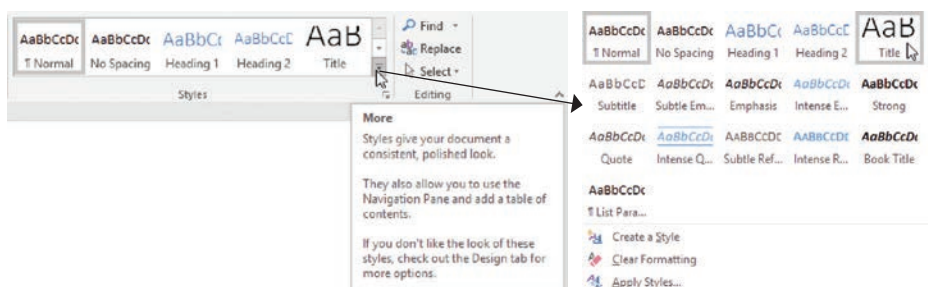 AaBbCcDc AaBbCcDc AaBbCc AaBbCcC AaB
¶ Normal No Spacing Heading 1 Heading 2 Title
Styles
Find
Replace
Select
Editing
More
Styles give your document a
consistent, polished look.
They also allow you to use the
Navigation Pane and add a table of
contents.
If you don't like the look of these
styles, check out the Design tab for
more options.
AaBbCcDc AaBbCcDc AaBbCc AaBbCcC AaB
¶ Normal No Spacing Heading 1 Heading 2 Title
AaBbCcD AaBbCcDc AaBbCcDc AaBbCcDc AaBbCcDc
Subtitle Subtle Em... Emphasis Intense E... Strong
AaBbCcDc AaBbCcDc AABBCCDC AABBCCDC AaBbCcDc
Quote Intense Q... Subtle Ref... Intense R... Book Title
AaBbCcDc
¶ List Para...
Create a Style
Clear Formatting
Apply Styles...